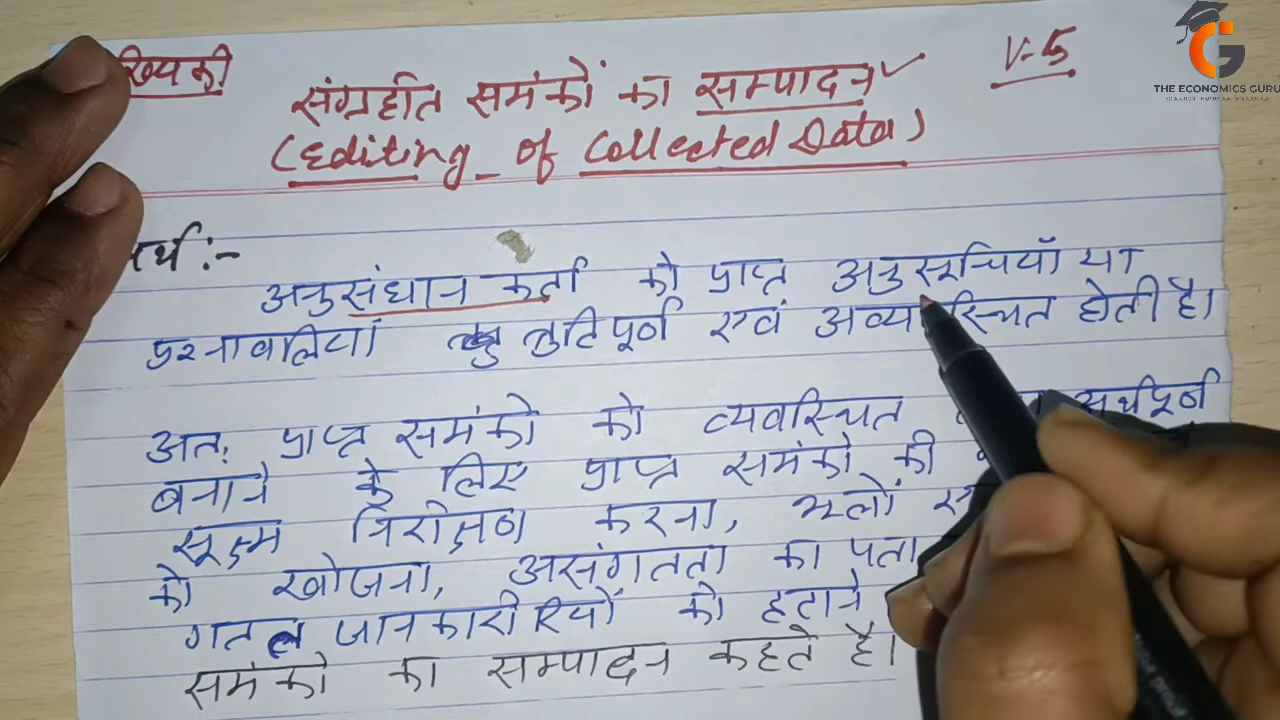 ख्यिकी
V-5
THE ECONOMICS GURU
संग्रहीत समंकों का सम्पादन
(Editing of Collected Data)
र्थ :-
अनुसंधान कर्ता को प्राप्त अनुसूचियाँ या
प्रश्नावलियां त्रुटिपूर्ण एवं अव्यवस्थित होती है।
अतः प्राप्त समंको को व्यवस्थित अर्थपूर्ण
बनाने के लिए प्राप्त समंको की
सूक्ष्म निरीक्षण करना, भूलों
को खोजना, असंगतता का पता
गलत जानकारीरियों को हटाने
समंको का सम्पादन कहते है।